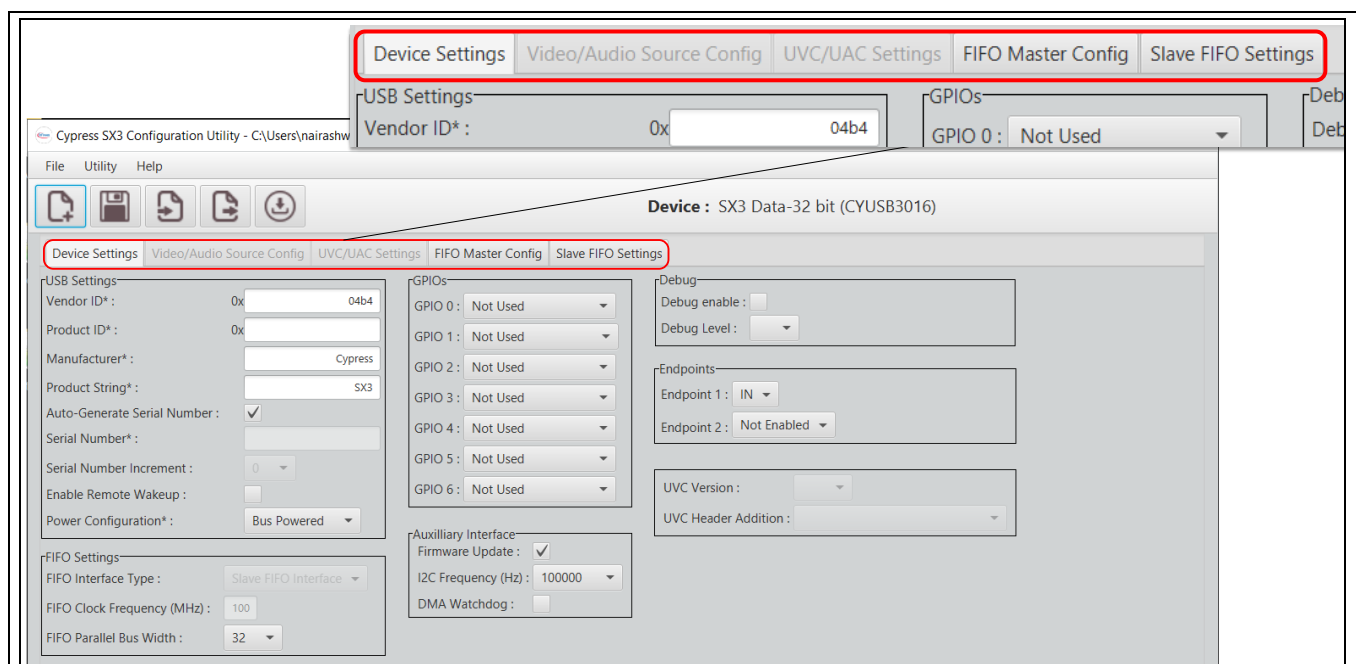 Device Settings Video/Audio Source Config UVC/UAC Settings FIFO Master Config Slave FIFO Settings
USB Settings GPIOs Deb
Vendor ID* : 0x 04b4 GPIO 0 : Not Used Deb
Cypress SX3 Configuration Utility - C:\Users\nairashw
File Utility Help
Device : SX3 Data-32 bit (CYUSB3016)
Device Settings Video/Audio Source Config UVC/UAC Settings FIFO Master Config Slave FIFO Settings
USB Settings
Vendor ID* : 0x 04b4
Product ID* : 0x
Manufacturer* : Cypress
Product String* : SX3
Auto-Generate Serial Number :
Serial Number* :
Serial Number Increment : 0
Enable Remote Wakeup :
Power Configuration* : Bus Powered
FIFO Settings
FIFO Interface Type : Slave FIFO Interface
FIFO Clock Frequency (MHz) : 100
FIFO Parallel Bus Width : 32
GPIOs
GPIO 0 : Not Used
GPIO 1 : Not Used
GPIO 2 : Not Used
GPIO 3 : Not Used
GPIO 4 : Not Used
GPIO 5 : Not Used
GPIO 6 : Not Used
Auxilliary Interface
Firmware Update :
I2C Frequency (Hz) : 100000
DMA Watchdog :
Debug
Debug enable :
Debug Level :
Endpoints
Endpoint 1 : IN
Endpoint 2 : Not Enabled
UVC Version :
UVC Header Addition :